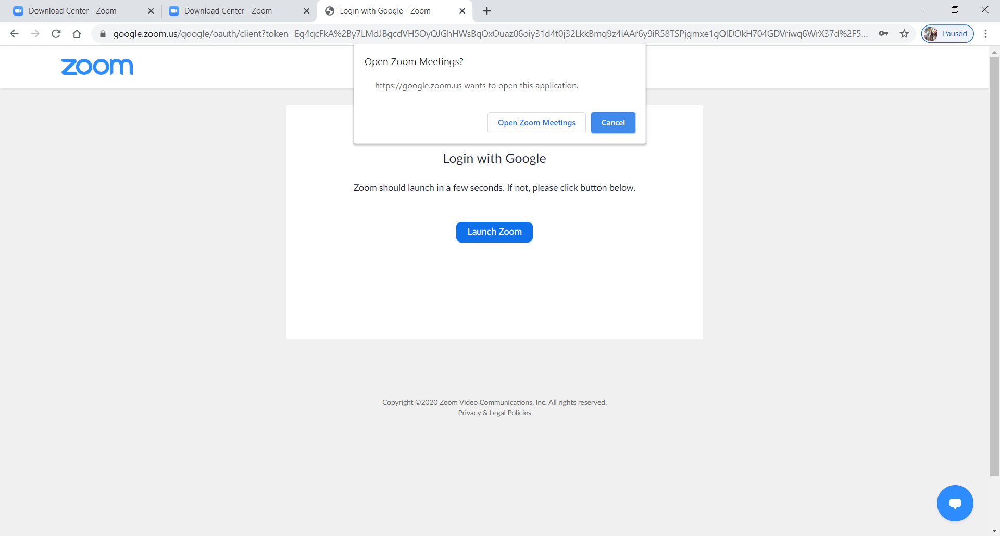 Download Center - Zoom
Download Center - Zoom
Login with Google - Zoom
google.zoom.us/google/oauth/client?token=Eg4qcFkA%2By7LMdJBgcdVH5OyQJGhHWsBqQxOuaz06oiy31d4t0j32LkkBmq9z4iAAr6y9iR58TSPjgmxe1gQlDOkH704GDVriwq6WrX37d%2F5...
Paused
zoom
Open Zoom Meetings?
https://google.zoom.us wants to open this application.
Open Zoom Meetings
Cancel
Login with Google
Zoom should launch in a few seconds. If not, please click button below.
Launch Zoom
Copyright ©2020 Zoom Video Communications, Inc. All rights reserved.
Privacy & Legal Policies